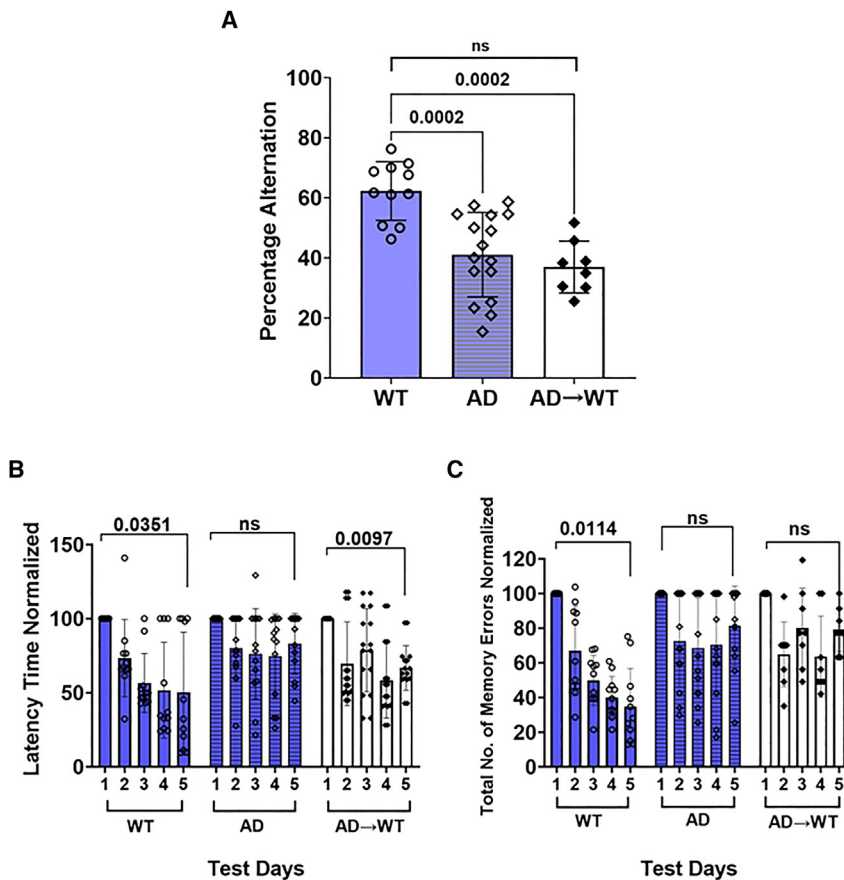 A
ns
0.0002
0.0002
100
80
60
40
20
0
Percentage Alternation
WT AD AD→WT
B
0.0351 ns 0.0097
150
100
50
0
Latency Time Normalized
1 2 3 4 5 1 2 3 4 5 1 2 3 4 5
WT AD AD→WT
Test Days
C
0.0114 ns ns
120
100
80
60
40
20
0
Total No. of Memory Errors Normalized
1 2 3 4 5 1 2 3 4 5 1 2 3 4 5
WT AD AD→WT
Test Days